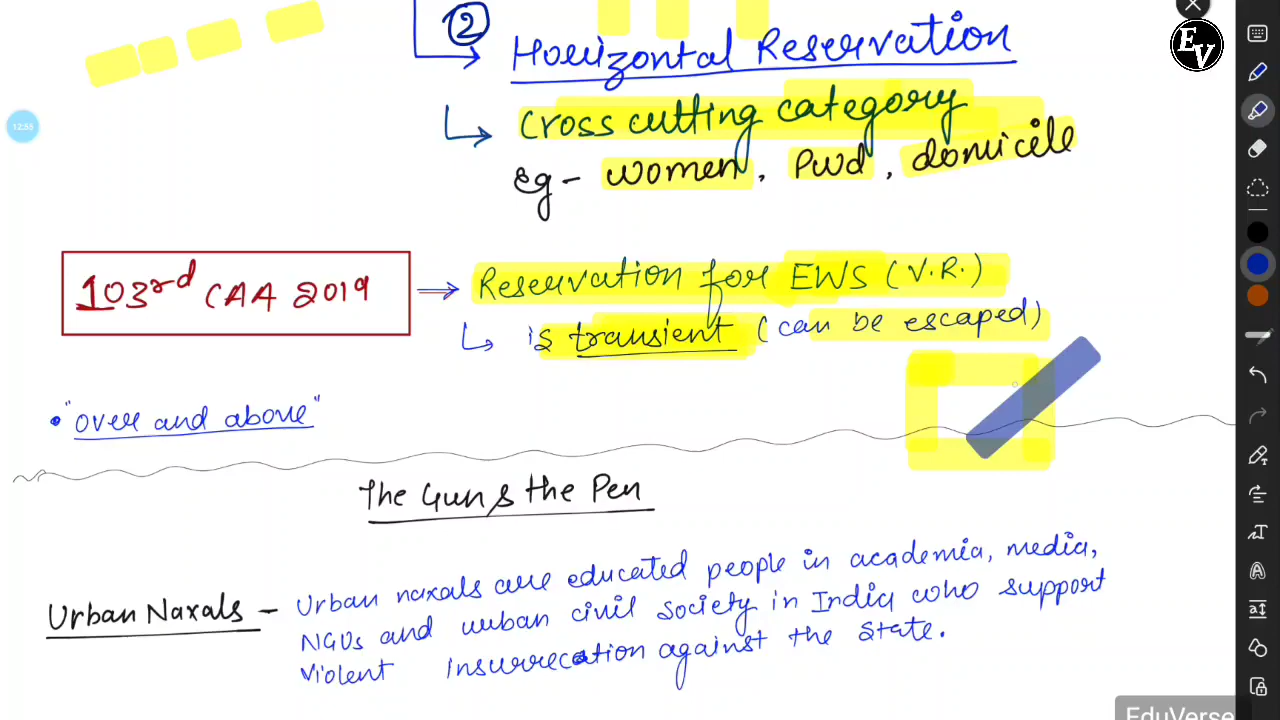 2
Horizontal Reservation
Cross cutting category
Eg - women, PWD, domicile
103rd CAA 2019 Reservation for EWS (V.R.)
is transient (can be escaped)
"over and above"
The Gun & the Pen
Urban Naxals - Urban naxals are educated people in academia, media,
NGOs and urban civil society in India who support
violent insurrecation against the State.
EV
12:55
EduVerse